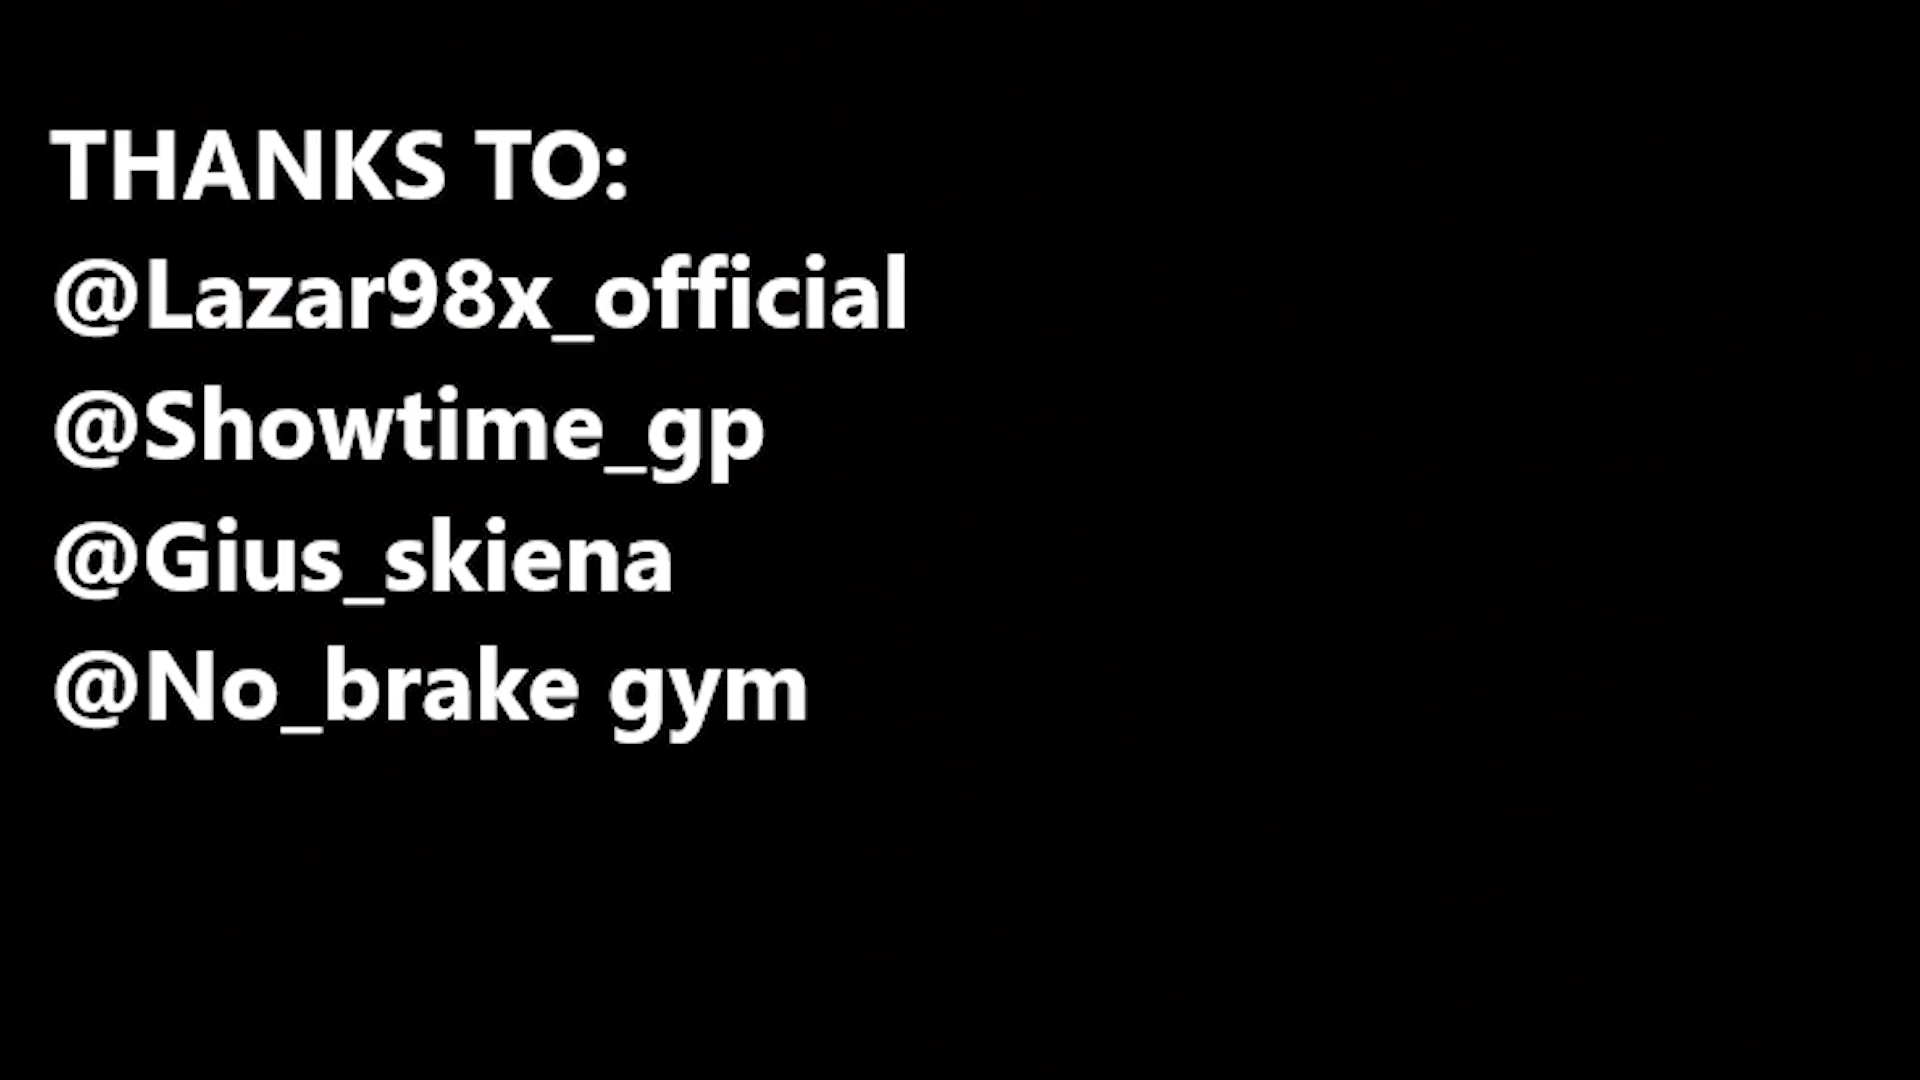 THANKS TO:
@Lazar98x_official
@Showtime_gp
@Gius_skiena
@No_brake gym